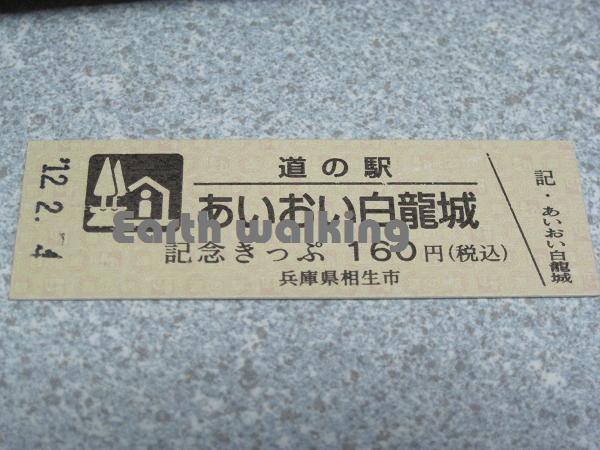 '12.2.-4
道の駅
あいおい白龍城
記念きっぷ 160円(税込)
兵庫県相生市
記・あいおい白龍城
Earth walking